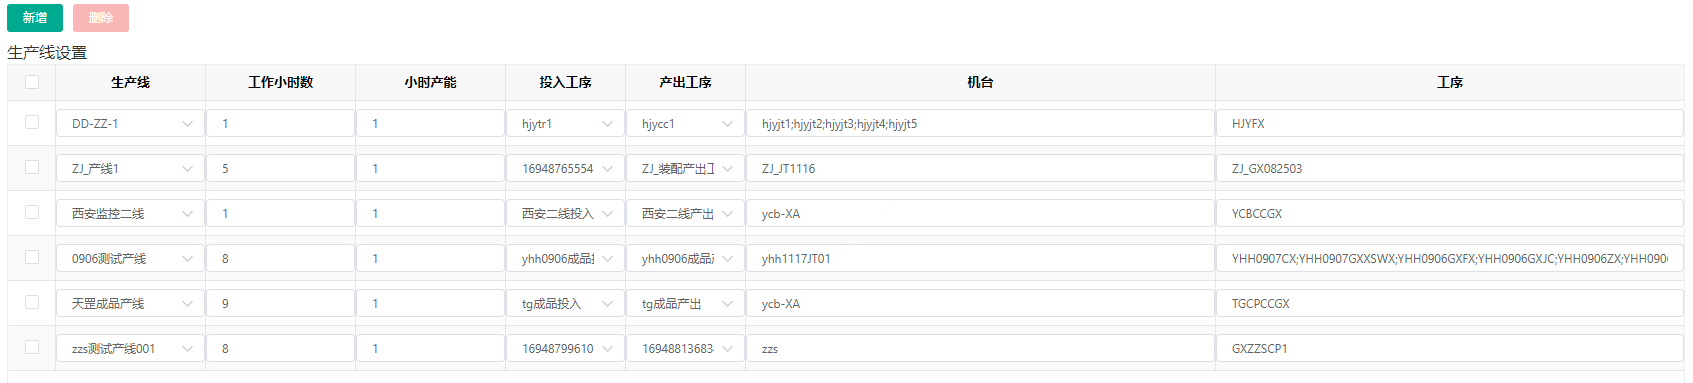 新增 删除
生产线设置
生产线 工作小时数 小时产能 投入工序 产出工序 机台 工序
DD-ZZ-1 1 1 hjytr1 hjycc1 hjyjt1;hjyjt2;hjyjt3;hjyjt4;hjyjt5 HJYFX
ZJ_产线1 5 1 16948765554 ZJ_装配产出工 ZJ_JT1116 ZJ_GX082503
西安监控二线 1 1 西安二线投入 西安二线产出 ycb-XA YCBCCGX
0906测试产线 8 1 yhh0906成品 yhh0906成品 yhh1117JT01 YHH0907CX;YHH0907GXXSWX;YHH0906GXFX;YHH0906GXJC;YHH0906ZX;YHH090
天罡成品产线 9 1 tg成品投入 tg成品产出 ycb-XA TGCPCCGX
zzs测试产线001 8 1 16948799610 1694881368 zzs GXZZSCP1